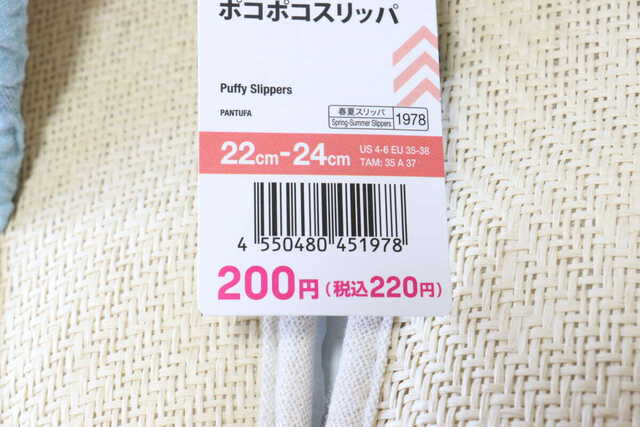 ポコポコスリッパ
Puffy Slippers
PANTUFA
春夏スリッパ
Spring-Summer Slippers
1978
22cm-24cm
US 4-6 EU 35-38
TAM: 35 A 37
4 550480 451978
200円(税込220円)